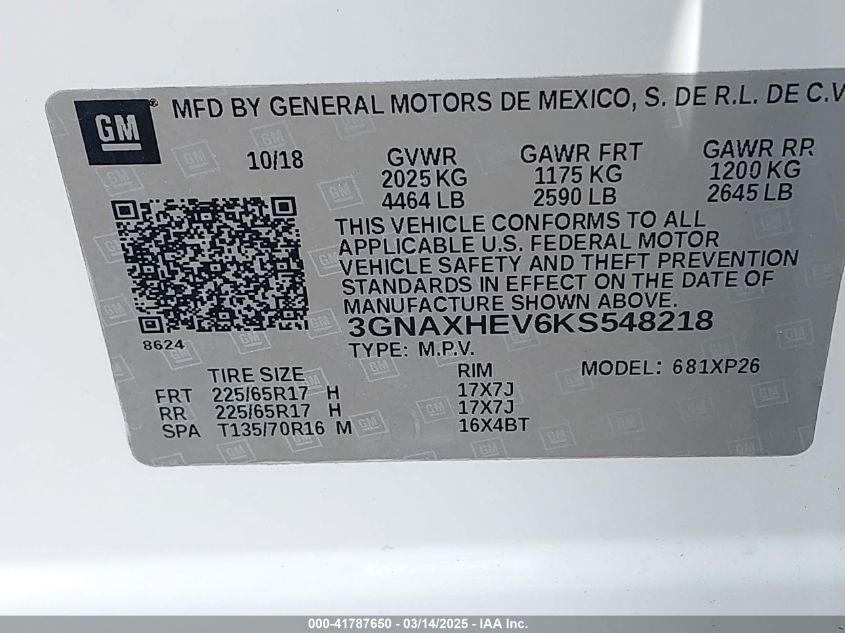 GM® MFD BY GENERAL MOTORS DE MEXICO, S. DE R.L. DE C.V
10/18 GVWR GAWR FRT GAWR RR
2025 KG 1175 KG 1200 KG
4464 LB 2590 LB 2645 LB
THIS VEHICLE CONFORMS TO ALL
APPLICABLE U.S. FEDERAL MOTOR
VEHICLE SAFETY AND THEFT PREVENTION
STANDARDS IN EFFECT ON THE DATE OF
MANUFACTURE SHOWN ABOVE.
3GNAXHEV6KS548218
8624
TYPE: M.P.V.
TIRE SIZE RIM MODEL: 681XP26
FRT 225/65R17 H 17X7J
RR 225/65R17 H 17X7J
SPA T135/70R16 M 16X4BT
000-41787650 - 03/14/2025 - IAA Inc.